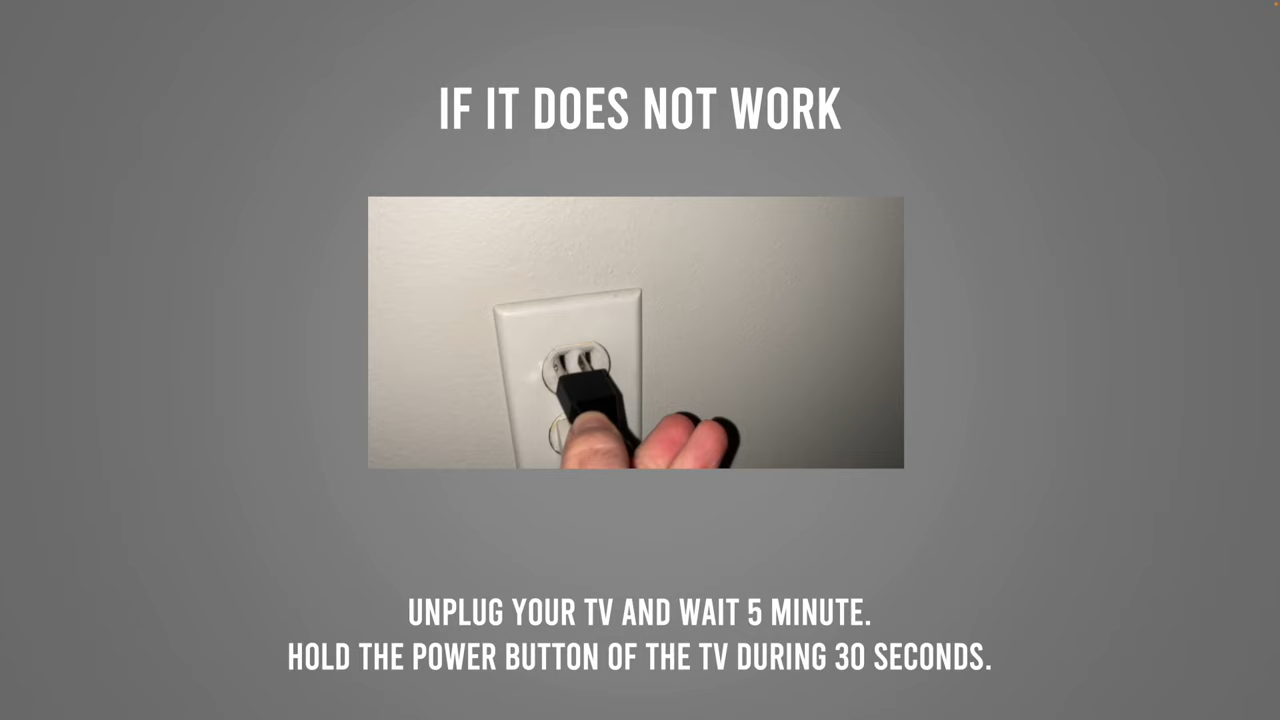 IF IT DOES NOT WORK
UNPLUG YOUR TV AND WAIT 5 MINUTE.
HOLD THE POWER BUTTON OF THE TV DURING 30 SECONDS.